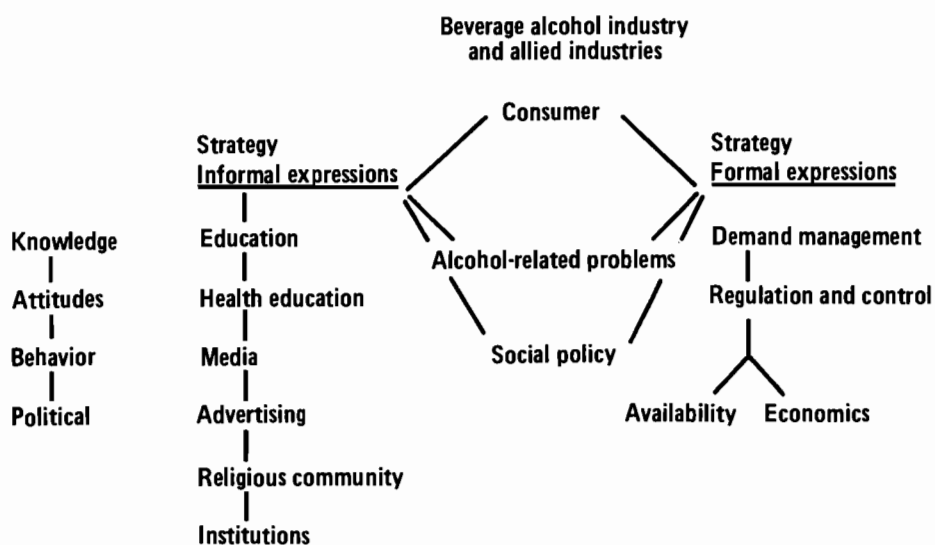 Beverage alcohol industry
and allied industries
Consumer
Strategy
Informal expressions
Strategy
Formal expressions
Knowledge
Attitudes
Behavior
Political
Education
Health education
Media
Advertising
Religious community
Institutions
Alcohol-related problems
Social policy
Demand management
Regulation and control
Availability
Economics